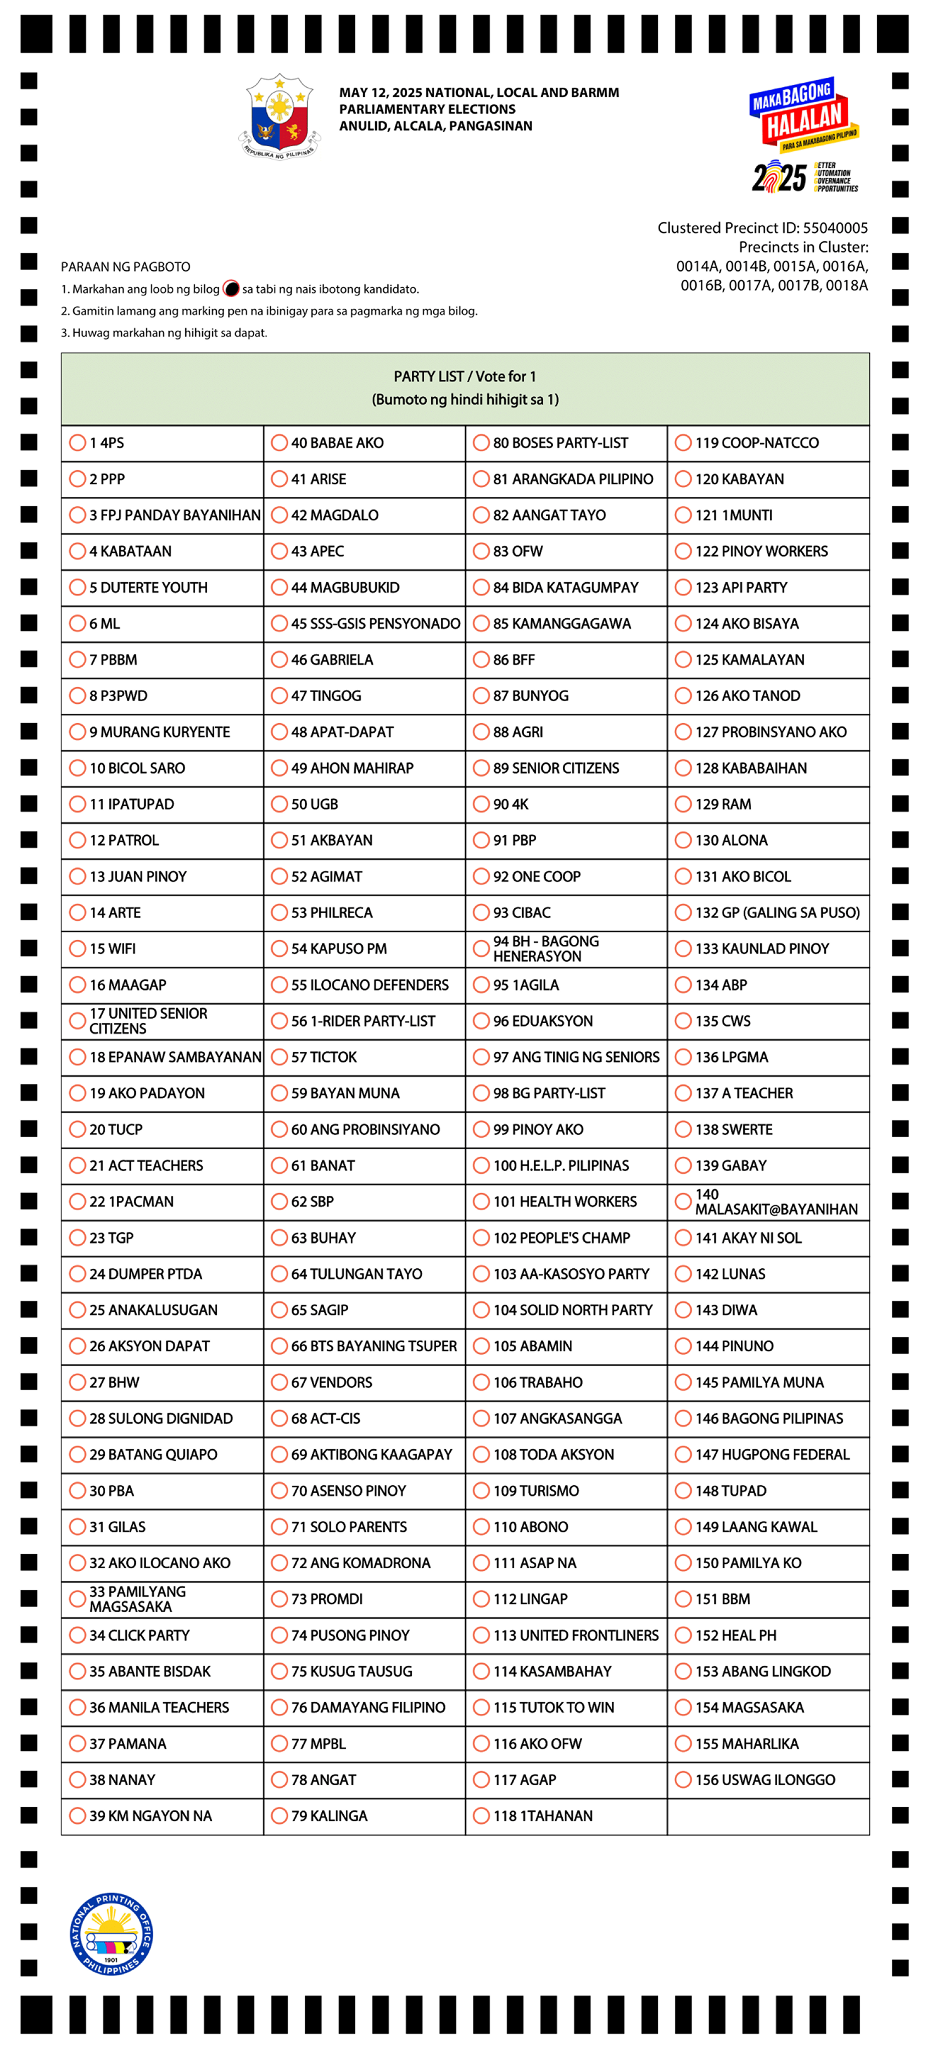 MAY 12, 2025 NATIONAL, LOCAL AND BARMM
PARLIAMENTARY ELECTIONS
ANULID, ALCALA, PANGASINAN
REPUBLIKA NG PILIPINAS
MAKABAGONG
HALALAN
PARA SA MAKABAGONG PILIPINO
2025
BETTER
AUTOMATION
GOVERNANCE
OPPORTUNITIES
Clustered Precinct ID: 55040005
Precincts in Cluster:
0014A, 0014B, 0015A, 0016A,
0016B, 0017A, 0017B, 0018A
PARAAN NG PAGBOTO
1. Markahan ang loob ng bilog sa tabi ng nais ibotong kandidato.
2. Gamitin lamang ang marking pen na ibinigay para sa pagmarka ng mga bilog.
3. Huwag markahan ng hihigit sa dapat.
PARTY LIST / Vote for 1
(Bumoto ng hindi hihigit sa 1)
1 4PS
2 PPP
3 FPJ PANDAY BAYANIHAN
4 KABATAAN
5 DUTERTE YOUTH
6 ML
7 PBBM
8 P3PWD
9 MURANG KURYENTE
10 BICOL SARO
11 IPATUPAD
12 PATROL
13 JUAN PINOY
14 ARTE
15 WIFI
16 MAAGAP
17 UNITED SENIOR
CITIZENS
18 EPANAW SAMBAYANAN
19 AKO PADAYON
20 TUCP
21 ACT TEACHERS
22 1PACMAN
23 TGP
24 DUMPER PTDA
25 ANAKALUSUGAN
26 AKSYON DAPAT
27 BHW
28 SULONG DIGNIDAD
29 BATANG QUIAPO
30 PBA
31 GILAS
32 AKO ILOCANO AKO
33 PAMILYANG
MAGSASAKA
34 CLICK PARTY
35 ABANTE BISDAK
36 MANILA TEACHERS
37 PAMANA
38 NANAY
39 KM NGAYON NA
40 BABAE AKO
41 ARISE
42 MAGDALO
43 APEC
44 MAGBUBUKID
45 SSS-GSIS PENSYONADO
46 GABRIELA
47 TINGOG
48 APAT-DAPAT
49 AHON MAHIRAP
50 UGB
51 AKBAYAN
52 AGIMAT
53 PHILRECA
54 KAPUSO PM
55 ILOCANO DEFENDERS
56 1-RIDER PARTY-LIST
57 TICTOK
59 BAYAN MUNA
60 ANG PROBINSIYANO
61 BANAT
62 SBP
63 BUHAY
64 TULUNGAN TAYO
65 SAGIP
66 BTS BAYANING TSUPER
67 VENDORS
68 ACT-CIS
69 AKTIBONG KAAGAPAY
70 ASENSO PINOY
71 SOLO PARENTS
72 ANG KOMADRONA
73 PROMDI
74 PUSONG PINOY
75 KUSUG TAUSUG
76 DAMAYANG FILIPINO
77 MPBL
78 ANGAT
79 KALINGA
80 BOSES PARTY-LIST
81 ARANGKADA PILIPINO
82 AANGAT TAYO
83 OFW
84 BIDA KATAGUMPAY
85 KAMANGGAGAWA
86 BFF
87 BUNYOG
88 AGRI
89 SENIOR CITIZENS
90 4K
91 PBP
92 ONE COOP
93 CIBAC
94 BH - BAGONG
HENERASYON
95 1AGILA
96 EDUAKSYON
97 ANG TINIG NG SENIORS
98 BG PARTY-LIST
99 PINOY AKO
100 H.E.L.P. PILIPINAS
101 HEALTH WORKERS
102 PEOPLE'S CHAMP
103 AA-KASOSYO PARTY
104 SOLID NORTH PARTY
105 ABAMIN
106 TRABAHO
107 ANGKASANGGA
108 TODA AKSYON
109 TURISMO
110 ABONO
111 ASAP NA
112 LINGAP
113 UNITED FRONTLINERS
114 KASAMBAHAY
115 TUTOK TO WIN
116 AKO OFW
117 AGAP
118 1TAHANAN
119 COOP-NATCCO
120 KABAYAN
121 1MUNTI
122 PINOY WORKERS
123 API PARTY
124 AKO BISAYA
125 KAMALAYAN
126 AKO TANOD
127 PROBINSYANO AKO
128 KABABAIHAN
129 RAM
130 ALONA
131 AKO BICOL
132 GP (GALING SA PUSO)
133 KAUNLAD PINOY
134 ABP
135 CWS
136 LPGMA
137 A TEACHER
138 SWERTE
139 GABAY
140
MALASAKIT@BAYANIHAN
141 AKAY NI SOL
142 LUNAS
143 DIWA
144 PINUNO
145 PAMILYA MUNA
146 BAGONG PILIPINAS
147 HUGPONG FEDERAL
148 TUPAD
149 LAANG KAWAL
150 PAMILYA KO
151 BBM
152 HEAL PH
153 ABANG LINGKOD
154 MAGSASAKA
155 MAHARLIKA
156 USWAG ILONGGO
NATIONAL PRINTING OFFICE
1901
PHILIPPINES